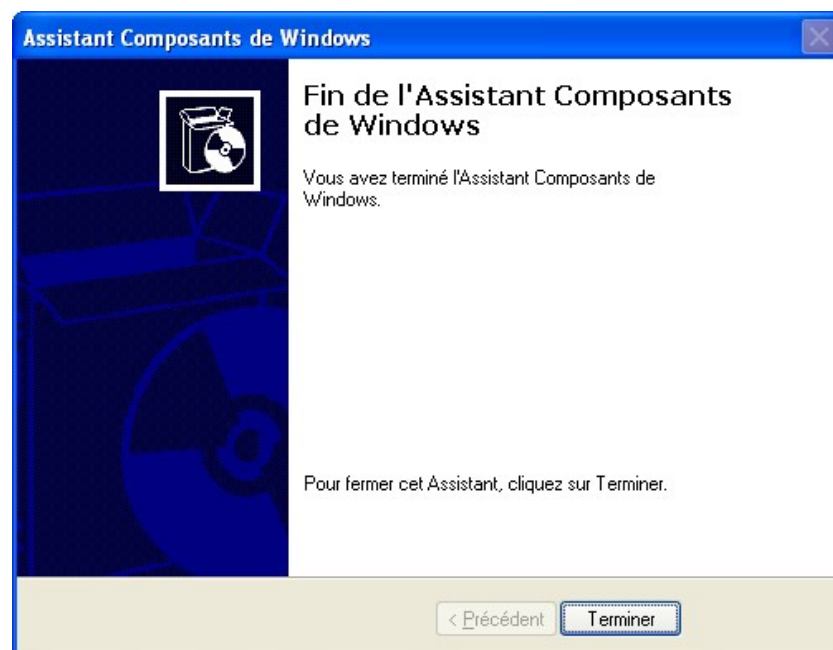 Assistant Composants de Windows
Fin de l'Assistant Composants
de Windows
Vous avez terminé l'Assistant Composants de
Windows.
Pour fermer cet Assistant, cliquez sur Terminer.
< Précédent Terminer